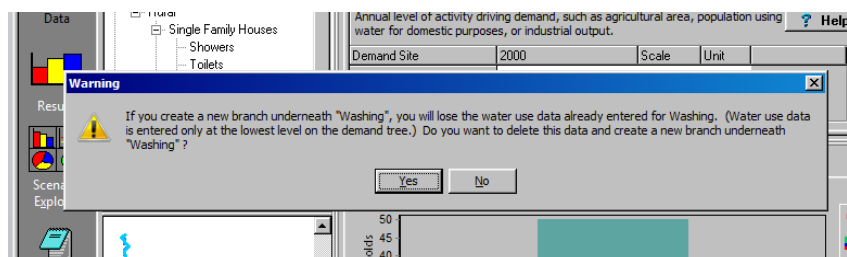 Data
Rural
Single Family Houses
Showers
Toilets
Annual level of activity driving demand, such as agricultural area, population using
water for domestic purposes, or industrial output.
? Help
Demand Site 2000 Scale Unit
Warning
If you create a new branch underneath "Washing", you will lose the water use data already entered for Washing. (Water use data
is entered only at the lowest level on the demand tree.) Do you want to delete this data and create a new branch underneath
"Washing" ?
Yes No
50
45
40